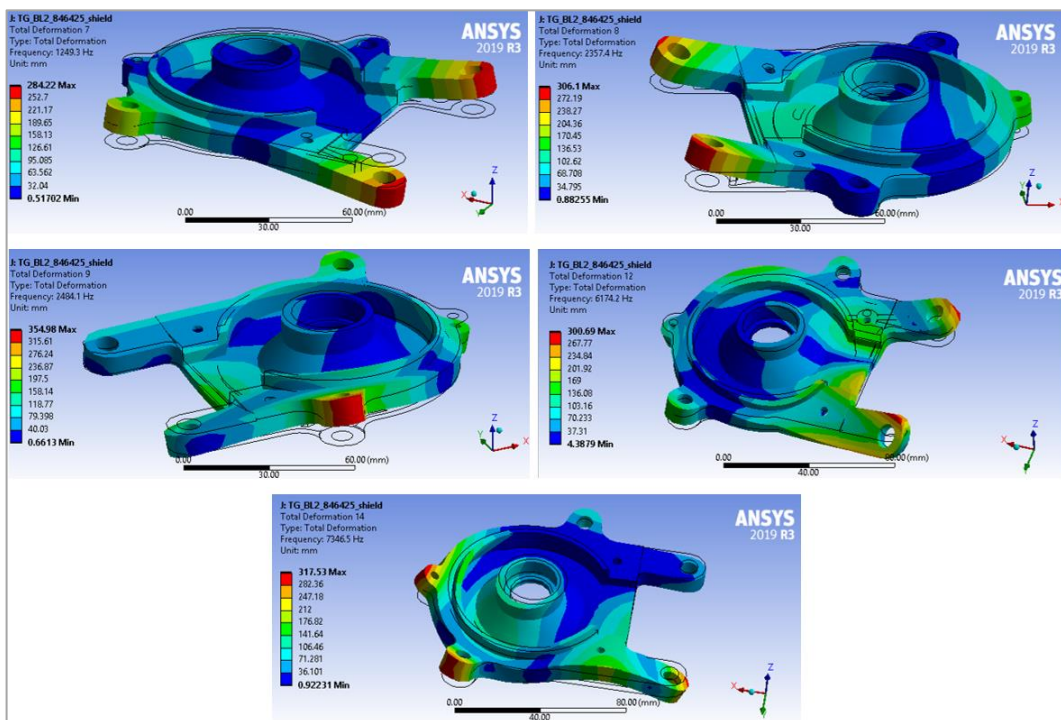 J: TG_BL2_846425_shield
Total Deformation 7
Type: Total Deformation
Frequency: 1249.3 Hz
Unit: mm
284.22 Max
252.7
221.17
189.65
158.13
126.61
95.085
63.562
32.04
0.51702 Min
ANSYS
2019 R3
0.00
60.00 (mm)
30.00
X
Y
Z
J: TG_BL2_846425_shield
Total Deformation 8
Type: Total Deformation
Frequency: 2357.4 Hz
Unit: mm
306.1 Max
272.19
238.27
204.36
170.45
136.53
102.62
68.708
34.795
0.88255 Min
ANSYS
2019 R3
0.00
60.00 (mm)
30.00
Y
Z
X
J: TG_BL2_846425_shield
Total Deformation 9
Type: Total Deformation
Frequency: 2484.1 Hz
Unit: mm
354.98 Max
315.61
276.24
236.87
197.5
158.14
118.77
79.398
40.03
0.6613 Min
ANSYS
2019 R3
0.00
60.00 (mm)
30.00
Y
Z
X
J: TG_BL2_846425_shield
Total Deformation 12
Type: Total Deformation
Frequency: 6174.2 Hz
Unit: mm
300.69 Max
267.77
234.84
201.92
169
136.08
103.16
70.233
37.31
4.3879 Min
ANSYS
2019 R3
0.00
80.00 (mm)
40.00
X
Z
Y
J: TG_BL2_846425_shield
Total Deformation 14
Type: Total Deformation
Frequency: 7346.5 Hz
Unit: mm
317.53 Max
282.36
247.18
212
176.82
141.64
106.46
71.281
36.101
0.92231 Min
ANSYS
2019 R3
0.00
80.00 (mm)
40.00
X
Z
Y